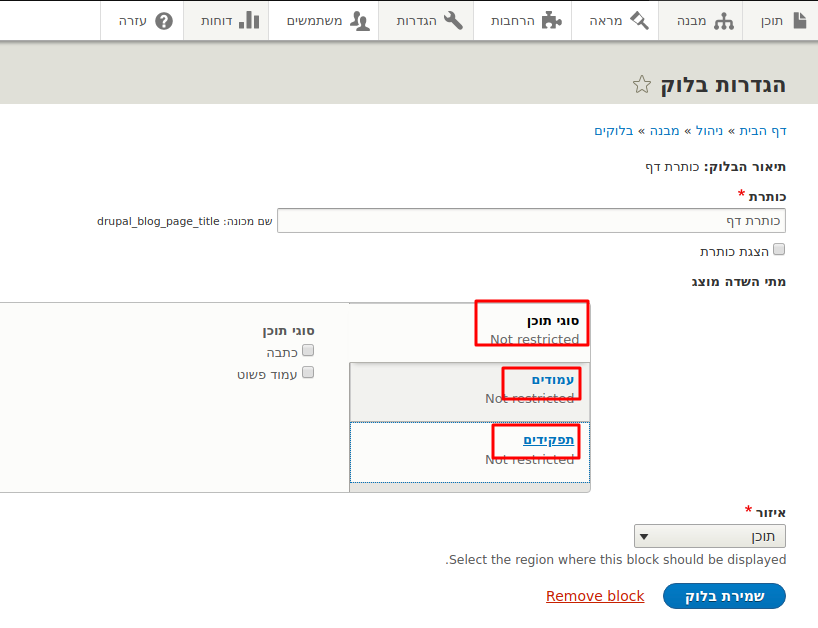 תוכן מבנה מראה הרחבות הגדרות משתמשים דוחות עזרה
הגדרות בלוק
דף הבית » ניהול » מבנה » בלוקים
תיאור הבלוק: כותרת דף
כותרת *
כותרת דף שם מכונה: drupal_blog_page_title
הצגת כותרת
מתי השדה מוצג
סוגי תוכן
Not restricted
עמודים
Not restricted
תפקידים
Not restricted
סוגי תוכן
כתבה
עמוד פשוט
איזור *
תוכן
Select the region where this block should be displayed.
שמירת בלוק Remove block